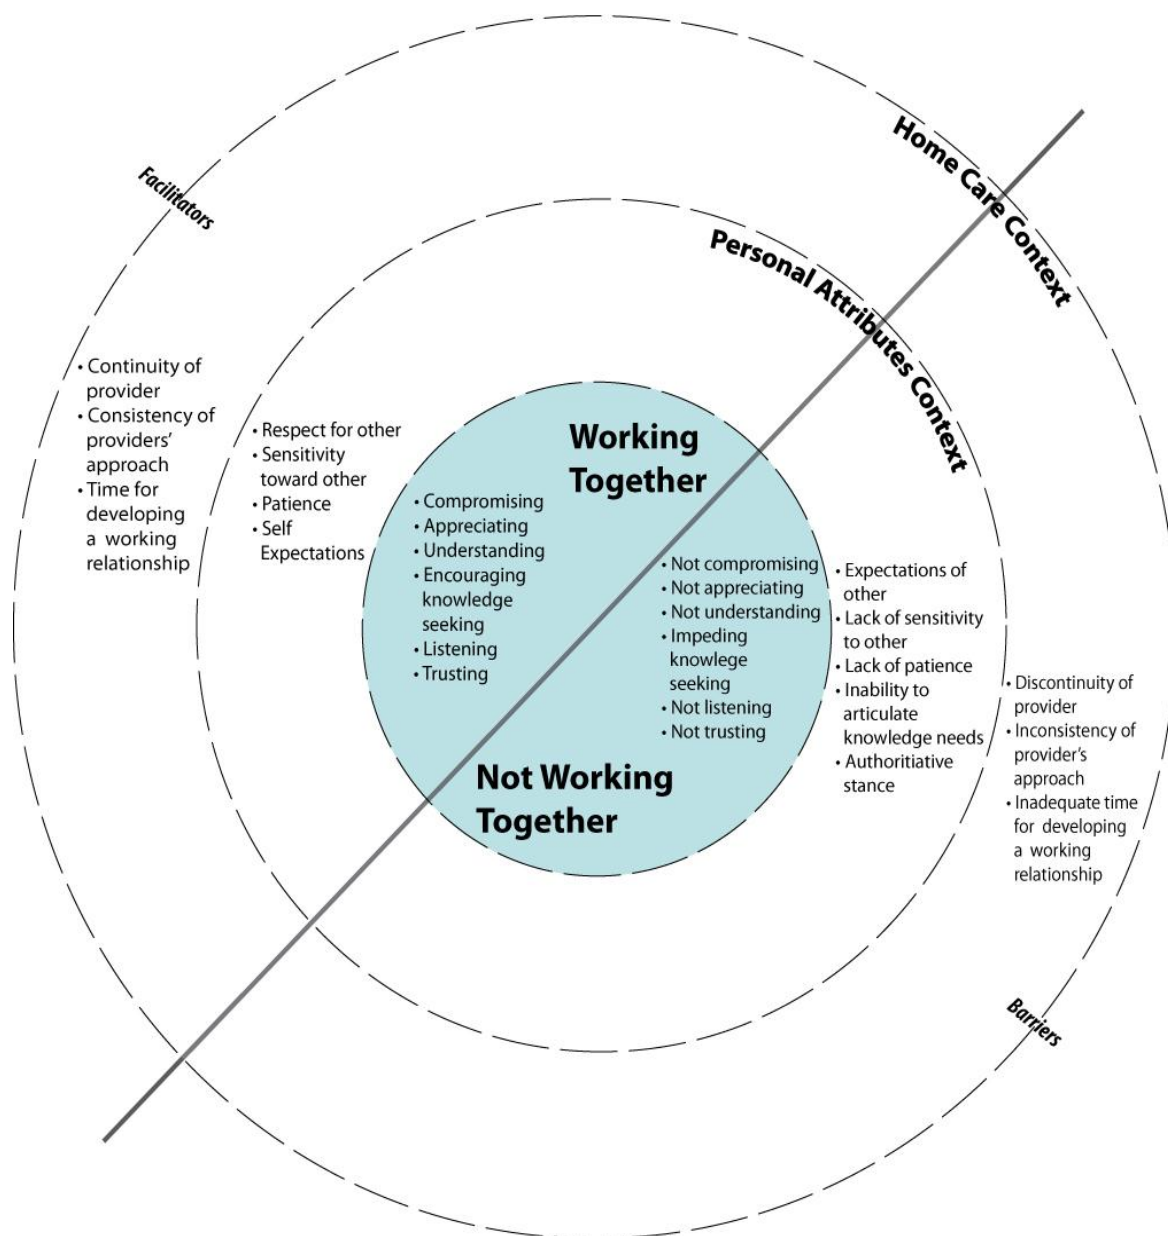 Home Care Context
Facilitators
Personal Attributes Context
• Continuity of
provider
• Consistency of
providers'
approach
• Time for
developing
a working
relationship
• Respect for other
• Sensitivity
toward other
• Patience
• Self
Expectations
Working
Together
• Compromising
• Appreciating
• Understanding
• Encouraging
knowledge
seeking
• Listening
• Trusting
• Not compromising
• Not appreciating
• Not understanding
• Impeding
knowlege
seeking
• Not listening
• Not trusting
Not Working
Together
• Expectations of
other
• Lack of sensitivity
to other
• Lack of patience
• Inability to
articulate
knowledge needs
• Authoritiative
stance
• Discontinuity of
provider
• Inconsistency of
provider's
approach
• Inadequate time
for developing
a working
relationship
Barriers